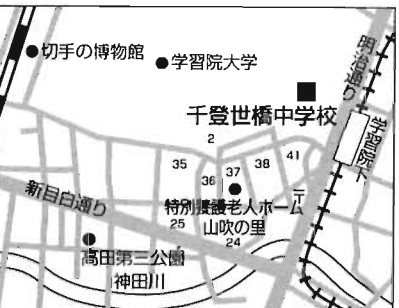 切手の博物館
学習院大学
明治通り
千登世橋中学校
学習院下
2
35
36
37
38
41
新目白通り
特別養護老人ホーム
山吹の里
25
24
高田第三公園
神田川